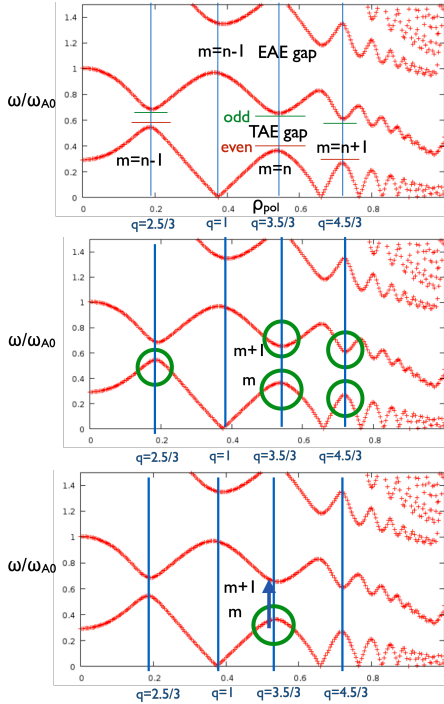 1.4
m=n-1 EAE gap
1.2
1
ω/ωA0
0.8
odd
0.6
TAE gap
0.4
m=n-1 even m=n+1
m=n
0.2
0
0 0.2 0.4 ρpol 0.6 0.8
q=2.5/3 q=1 q=3.5/3 q=4.5/3
1.4
1.2
ω/ωA0
1
0.8
m+1
0.6
m
0.4
0.2
0
0 0.2 0.4 0.6 0.8
q=2.5/3 q=1 q=3.5/3 q=4.5/3
1.4
1.2
ω/ωA0
1
0.8
m+1
0.6
m
0.4
0.2
0
0 0.2 0.4 0.6 0.8
q=2.5/3 q=1 q=3.5/3 q=4.5/3